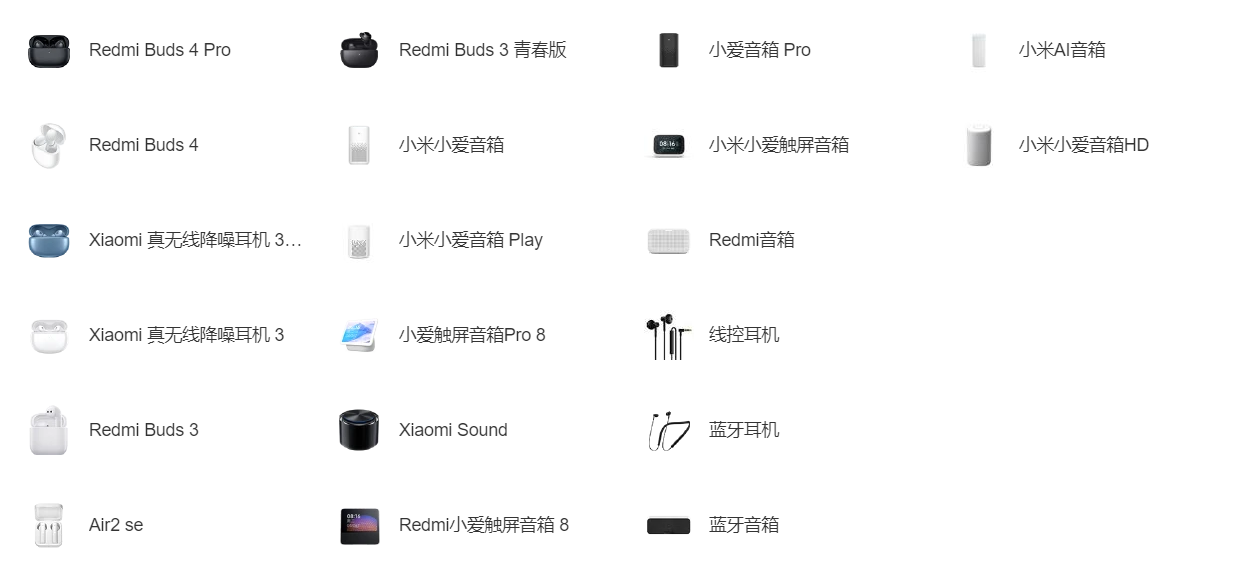 Redmi Buds 4 Pro
Redmi Buds 4
Xiaomi 真无线降噪耳机 3…
Xiaomi 真无线降噪耳机 3
Redmi Buds 3
Air2 se
Redmi Buds 3 青春版
小米小爱音箱
小米小爱音箱 Play
小爱触屏音箱Pro 8
Xiaomi Sound
08:16
Redmi小爱触屏音箱 8
小爱音箱 Pro
08:16
小米小爱触屏音箱
Redmi音箱
线控耳机
蓝牙耳机
蓝牙音箱
小米AI音箱
小米小爱音箱HD